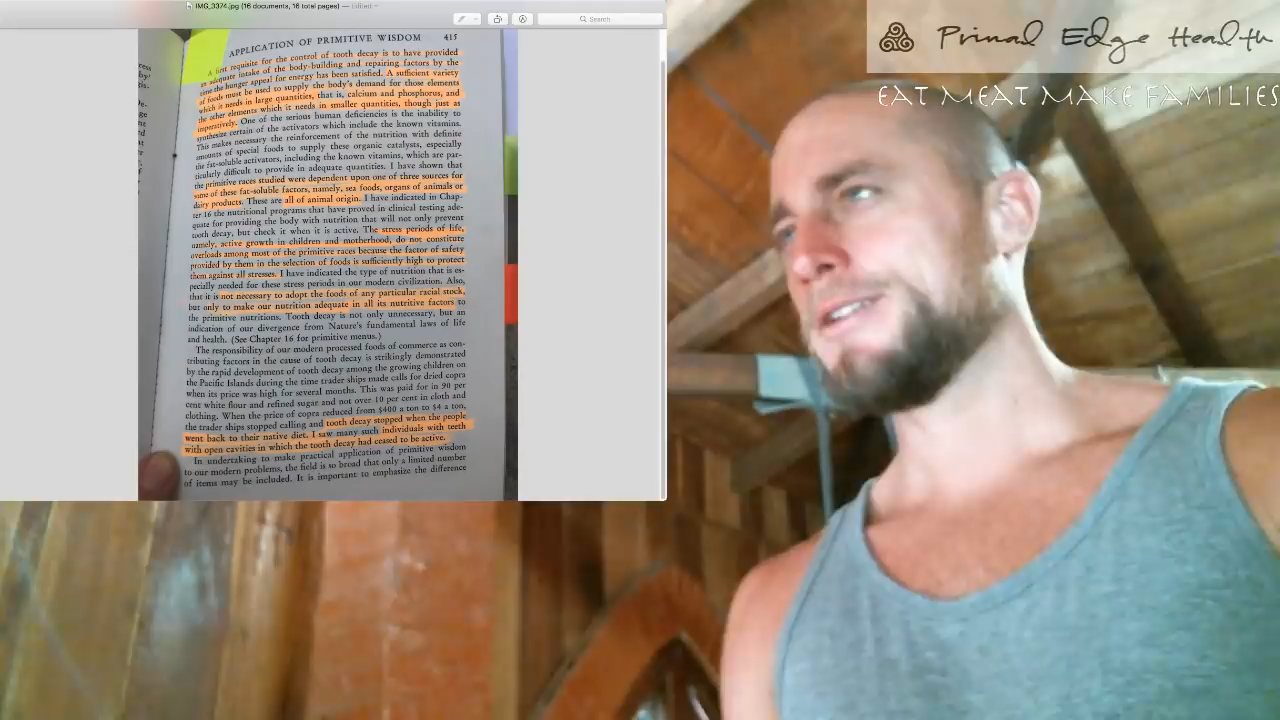 IMG_3374.jpg (16 documents, 16 total pages) — Edited
Search
Primal Edge Health
EAT MEAT MAKE FAMILIES
APPLICATION OF PRIMITIVE WISDOM 415
A first requisite for the control of tooth decay is to have provided
an adequate intake of the body-building and repairing factors by the
time the hunger appeal for energy has been satisfied. A sufficient variety
of foods must be used to supply the body's demand for those elements
which it needs in large quantities, that is, calcium and phosphorus, and
the other elements which it needs in smaller quantities, though just as
imperatively. One of the serious human deficiencies is the inability to
synthesize certain of the activators which include the known vitamins.
This makes necessary the reinforcement of the nutrition with definite
amounts of special foods to supply these organic catalysts, especially
the fat-soluble activators, including the known vitamins, which are par-
ticularly difficult to provide in adequate quantities. I have shown that
the primitive races studied were dependent upon one of three sources for
some of these fat-soluble factors, namely, sea foods, organs of animals or
dairy products. These are all of animal origin. I have indicated in Chap-
ter 16 the nutritional programs that have proved in clinical testing ade-
quate for providing the body with nutrition that will not only prevent
tooth decay, but check it when it is active. The stress periods of life,
namely, active growth in children and motherhood, do not constitute
overloads among most of the primitive races because the factor of safety
provided by them in the selection of foods is sufficiently high to protect
them against all stresses. I have indicated the type of nutrition that is es-
pecially needed for these stress periods in our modern civilization. Also,
that it is not necessary to adopt the foods of any particular racial stock,
but only to make our nutrition adequate in all its nutritive factors to
the primitive nutritions. Tooth decay is not only unnecessary, but an
indication of our divergence from Nature's fundamental laws of life
and health. (See Chapter 16 for primitive menus.)
The responsibility of our modern processed foods of commerce as con-
tributing factors in the cause of tooth decay is strikingly demonstrated
by the rapid development of tooth decay among the growing children on
the Pacific Islands during the time trader ships made calls for dried copra
when its price was high for several months. This was paid for in 90 per
cent white flour and refined sugar and not over 10 per cent in cloth and
clothing. When the price of copra reduced from $400 a ton to $4 a ton,
the trader ships stopped calling and tooth decay stopped when the people
went back to their native diet. I saw many such individuals with teeth
with open cavities in which the tooth decay had ceased to be active.
In undertaking to make practical application of primitive wisdom
to our modern problems, the field is so broad that only a limited number
of items may be included. It is important to emphasize the difference